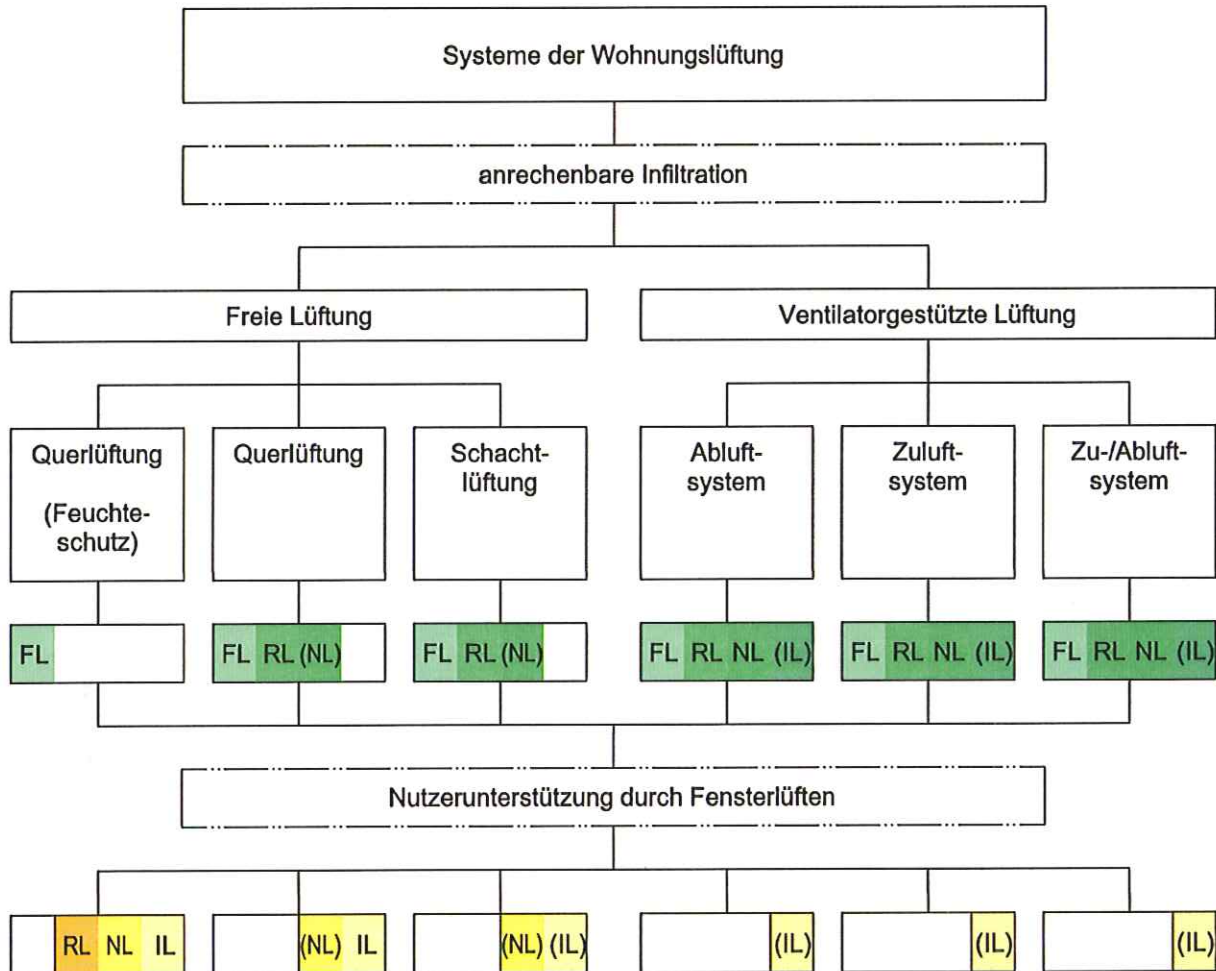 Systeme der Wohnungslüftung
anrechenbare Infiltration
Freie Lüftung
Ventilatorgestützte Lüftung
Querlüftung
(Feuchte-
schutz)
Querlüftung
Schacht-
lüftung
Abluft-
system
Zuluft-
system
Zu-/Abluft-
system
FL
FL RL (NL)
FL RL (NL)
FL RL NL (IL)
FL RL NL (IL)
FL RL NL (IL)
Nutzerunterstützung durch Fensterlüften
RL NL IL
(NL) IL
(NL) (IL)
(IL)
(IL)
(IL)